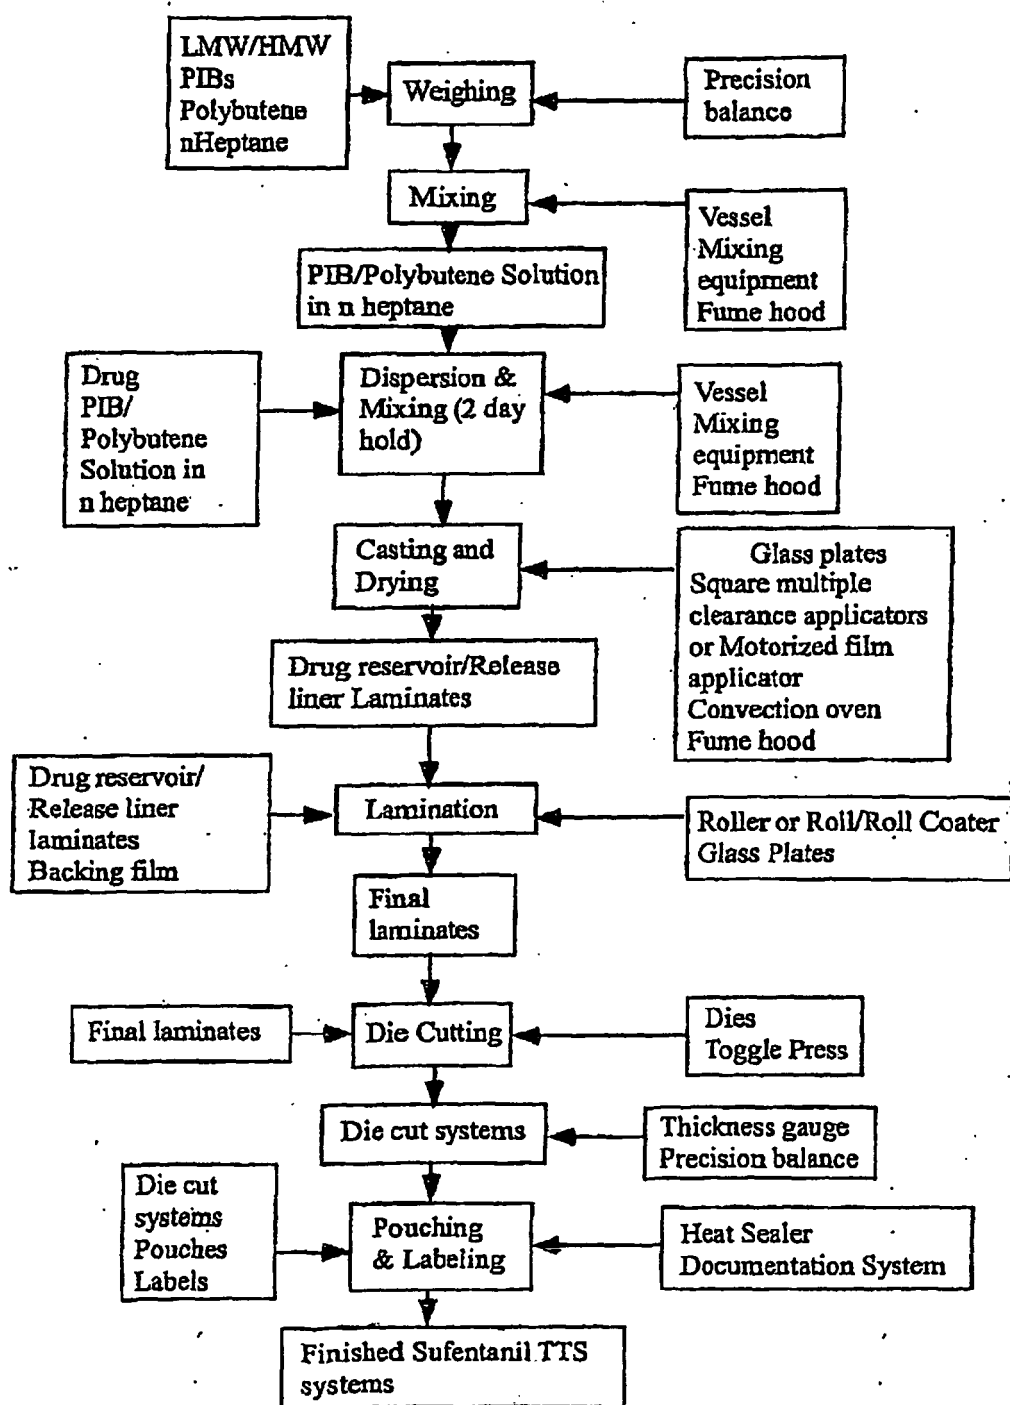 LMW/HMW
PIBs
Polybutene
nHeptane
Weighing
Precision
balance
Mixing
Vessel
Mixing
equipment
Fume hood
PIB/Polybutene Solution
in n heptane
Drug
PIB/
Polybutene
Solution in
n heptane
Dispersion &
Mixing (2 day
hold)
Vessel
Mixing
equipment
Fume hood
Casting and
Drying
Glass plates
Square multiple
clearance applicators
or Motorized film
applicator
Convection oven
Fume hood
Drug reservoir/Release
liner Laminates
Drug reservoir/
Release liner
laminates
Backing film
Lamination
Roller or Roll/Roll Coater
Glass Plates
Final
laminates
Final laminates
Die Cutting
Dies
Toggle Press
Die cut systems
Thickness gauge
Precision balance
Die cut
systems
Pouches
Labels
Pouching
& Labeling
Heat Sealer
Documentation System
Finished Sufentanil TTS
systems